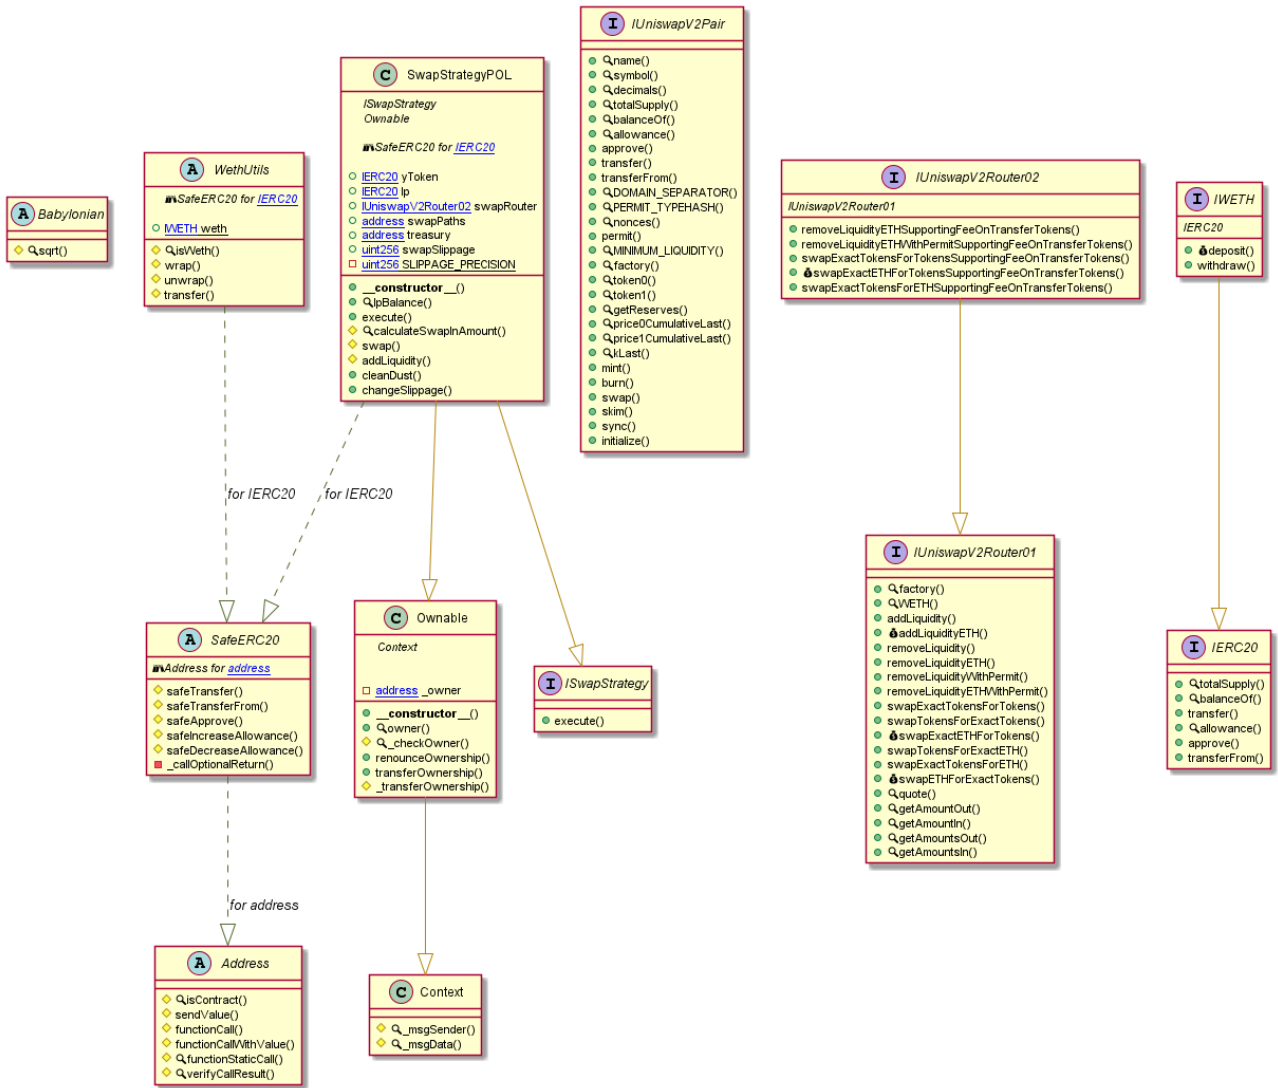 I IUniswapV2Pair
name()
symbol()
decimals()
totalSupply()
balanceOf()
allowance()
approve()
transfer()
transferFrom()
DOMAIN_SEPARATOR()
PERMIT_TYPEHASH()
nonces()
permit()
MINIMUM_LIQUIDITY()
factory()
token0()
token1()
getReserves()
price0CumulativeLast()
price1CumulativeLast()
kLast()
mint()
burn()
swap()
skim()
sync()
initialize()
C SwapStrategyPOL
ISwapStrategy
Ownable
SafeERC20 for IERC20
IERC20 yToken
IERC20 lp
IUniswapV2Router02 swapRouter
address swapPaths
address treasury
uint256 swapSlippage
uint256 SLIPPAGE_PRECISION
__constructor__()
lpBalance()
execute()
calculateSwapInAmount()
swap()
addLiquidity()
cleanDust()
changeSlippage()
A WethUtils
SafeERC20 for IERC20
IWETH weth
isWeth()
wrap()
unwrap()
transfer()
A Babylonian
sqrt()
I IUniswapV2Router02
IUniswapV2Router01
removeLiquidityETHSupportingFeeOnTransferTokens()
removeLiquidityETHWithPermitSupportingFeeOnTransferTokens()
swapExactTokensForTokensSupportingFeeOnTransferTokens()
swapExactETHForTokensSupportingFeeOnTransferTokens()
swapExactTokensForETHSupportingFeeOnTransferTokens()
I IWETH
IERC20
deposit()
withdraw()
for IERC20
for IERC20
I IUniswapV2Router01
factory()
WETH()
addLiquidity()
addLiquidityETH()
removeLiquidity()
removeLiquidityETH()
removeLiquidityWithPermit()
removeLiquidityETHWithPermit()
swapExactTokensForTokens()
swapTokensForExactTokens()
swapExactETHForTokens()
swapTokensForExactETH()
swapExactTokensForETH()
swapETHForExactTokens()
quote()
getAmountOut()
getAmountIn()
getAmountsOut()
getAmountsIn()
A SafeERC20
Address for address
safeTransfer()
safeTransferFrom()
safeApprove()
safeIncreaseAllowance()
safeDecreaseAllowance()
_callOptionalReturn()
C Ownable
Context
address _owner
__constructor__()
owner()
_checkOwner()
renounceOwnership()
transferOwnership()
_transferOwnership()
I ISwapStrategy
execute()
I IERC20
totalSupply()
balanceOf()
transfer()
allowance()
approve()
transferFrom()
for address
A Address
isContract()
sendValue()
functionCall()
functionCallWithValue()
functionStaticCall()
verifyCallResult()
C Context
_msgSender()
_msgData()